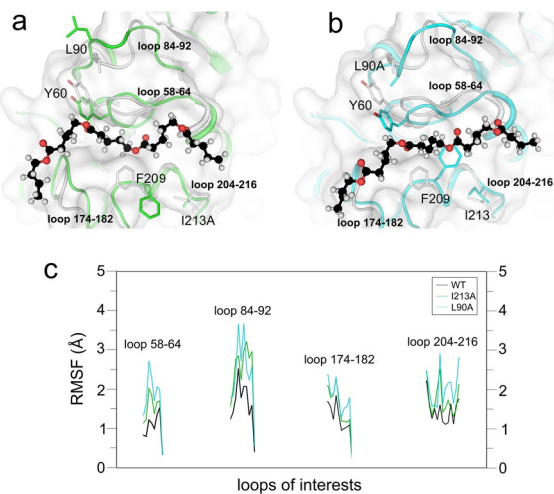 a
L90
loop 84-92
Y60
loop 58-64
F209
loop 204-216
I213A
loop 174-182
b
loop 84-92
L90A
Y60
loop 58-64
loop 204-216
F209
I213
loop 174-182
c
5
4
3
2
1
0
RMSF (Å)
loop 58-64
loop 84-92
loop 174-182
loop 204-216
WT
I213A
L90A
5
4
3
2
1
0
loops of interests